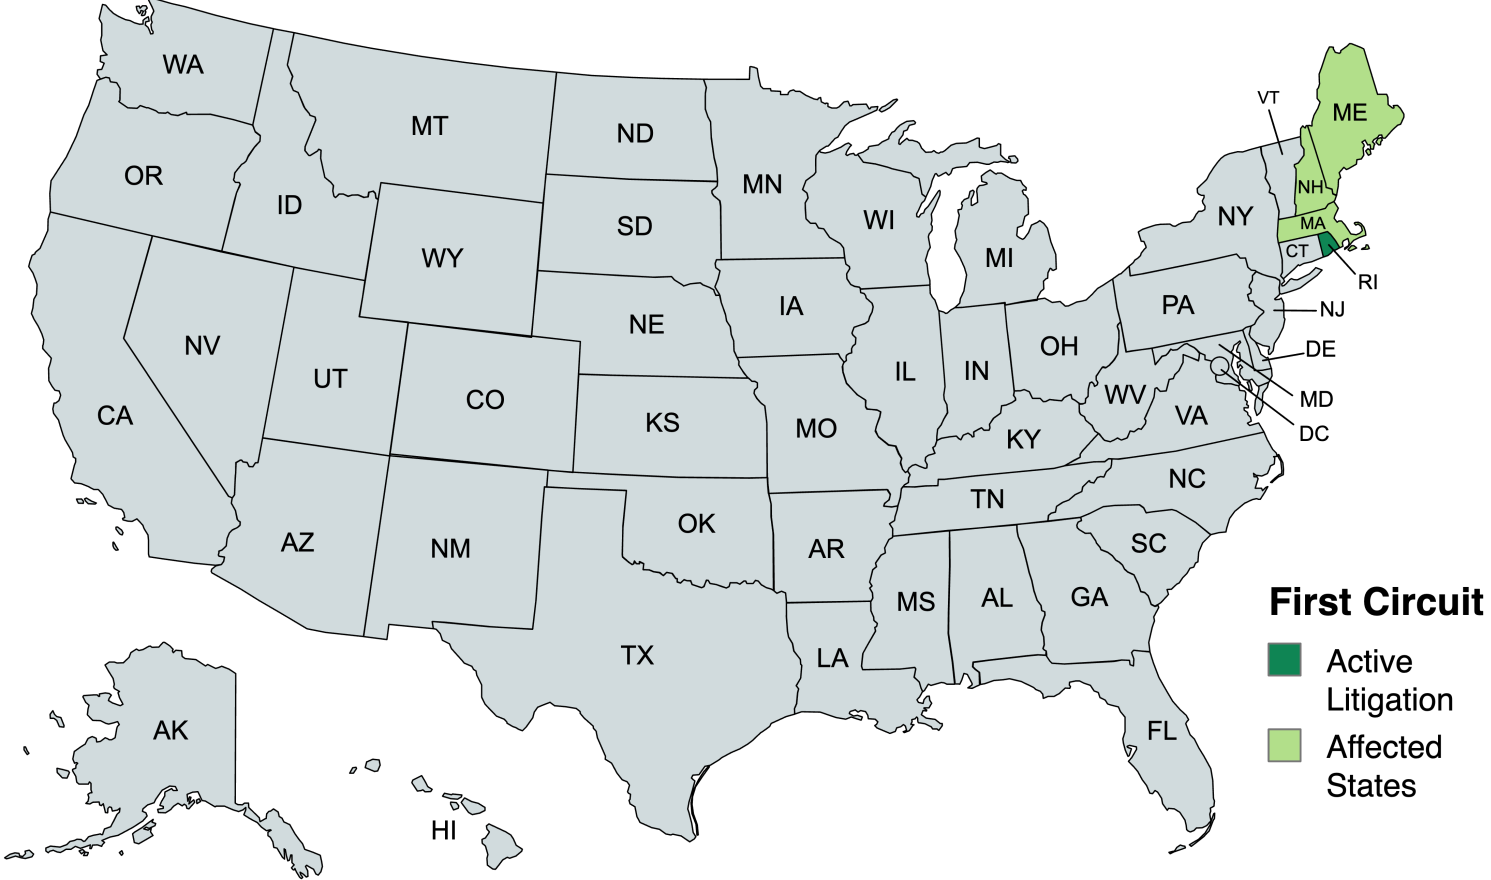 WA
MT
ND
MN
VT
ME
OR
ID
SD
WI
MI
NY
NH
MA
CT
RI
WY
IA
PA
NJ
NV
NE
OH
DE
UT
IL
IN
CO
WV
MD
CA
KS
MO
VA
DC
KY
TN
NC
AZ
NM
OK
AR
SC
MS
AL
GA
TX
LA
First Circuit
Active
Litigation
Affected
States
AK
FL
HI